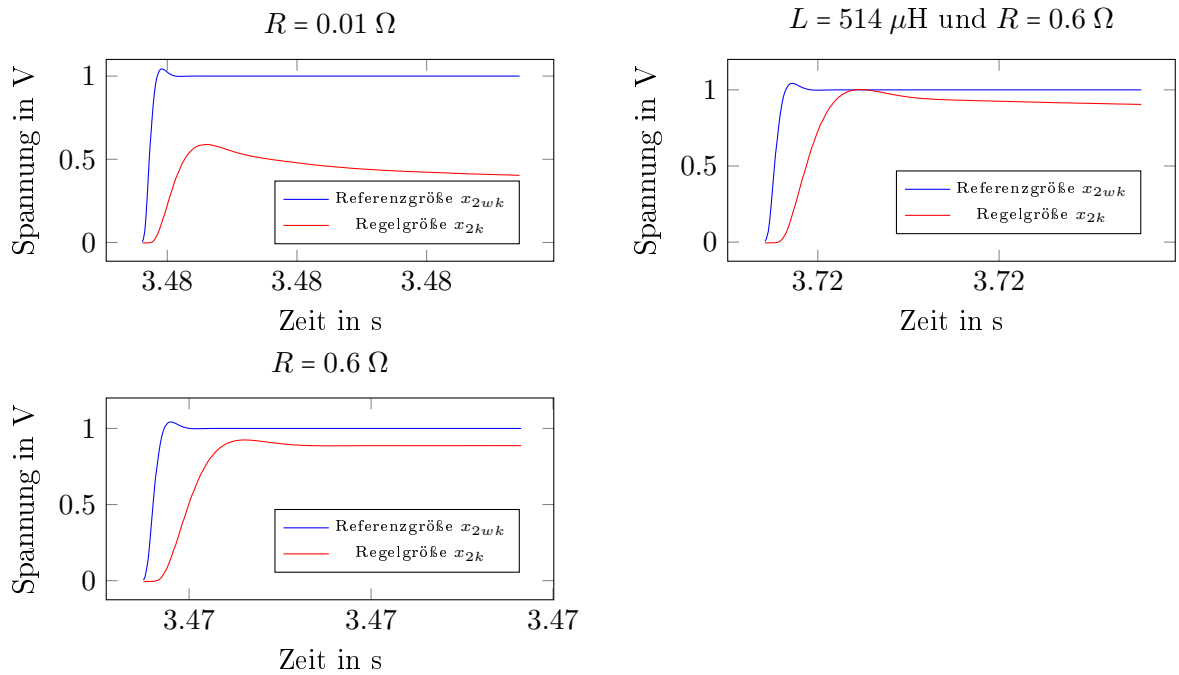 R = 0.01 Ω
Spannung in V
1
0.5
0
3.48 3.48 3.48
Zeit in s
Referenzgröße x2wk
Regelgröße x2k
L = 514 μH und R = 0.6 Ω
Spannung in V
1
0.5
0
3.72 3.72
Zeit in s
Referenzgröße x2wk
Regelgröße x2k
R = 0.6 Ω
Spannung in V
1
0.5
0
3.47 3.47 3.47
Zeit in s
Referenzgröße x2wk
Regelgröße x2k